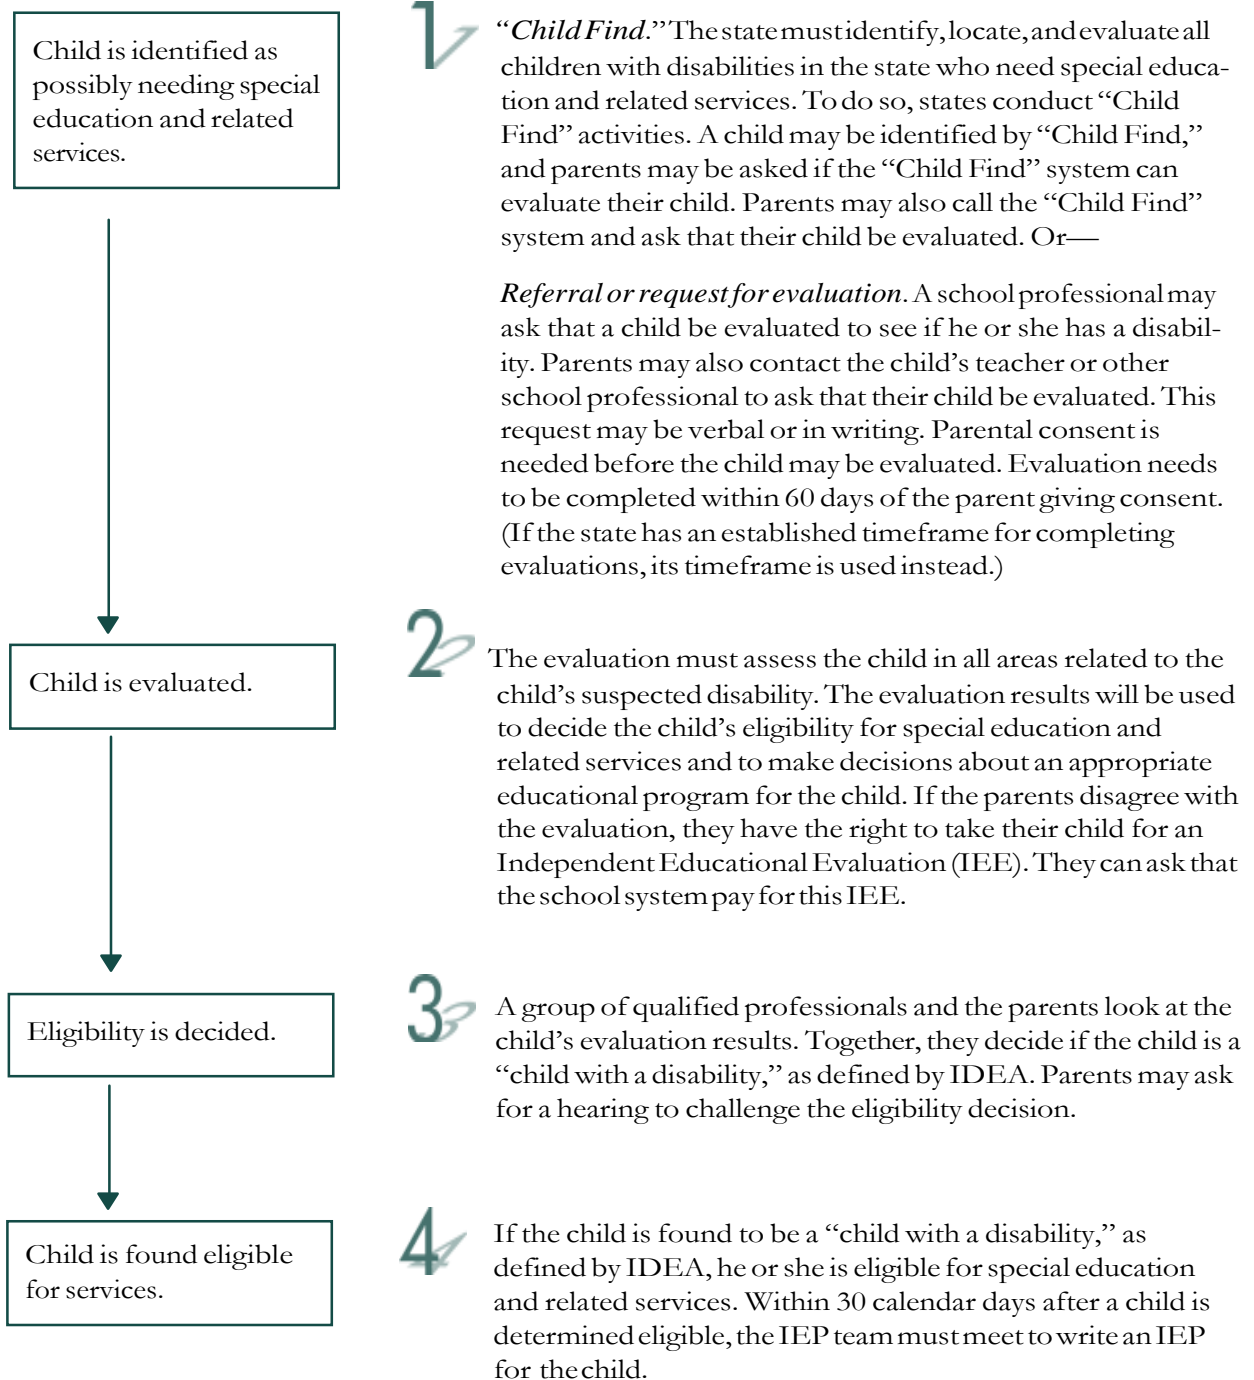 Child is identified as
possibly needing special
education and related
services.
1
“Child Find.” The state must identify, locate, and evaluate all
children with disabilities in the state who need special educa-
tion and related services. To do so, states conduct “Child
Find” activities. A child may be identified by “Child Find,”
and parents may be asked if the “Child Find” system can
evaluate their child. Parents may also call the “Child Find”
system and ask that their child be evaluated. Or—
Referral or request for evaluation. A school professional may
ask that a child be evaluated to see if he or she has a disabil-
ity. Parents may also contact the child’s teacher or other
school professional to ask that their child be evaluated. This
request may be verbal or in writing. Parental consent is
needed before the child may be evaluated. Evaluation needs
to be completed within 60 days of the parent giving consent.
(If the state has an established timeframe for completing
evaluations, its timeframe is used instead.)
Child is evaluated.
2
The evaluation must assess the child in all areas related to the
child’s suspected disability. The evaluation results will be used
to decide the child’s eligibility for special education and
related services and to make decisions about an appropriate
educational program for the child. If the parents disagree with
the evaluation, they have the right to take their child for an
Independent Educational Evaluation (IEE). They can ask that
the school system pay for this IEE.
Eligibility is decided.
3
A group of qualified professionals and the parents look at the
child’s evaluation results. Together, they decide if the child is a
“child with a disability,” as defined by IDEA. Parents may ask
for a hearing to challenge the eligibility decision.
Child is found eligible
for services.
4
If the child is found to be a “child with a disability,” as
defined by IDEA, he or she is eligible for special education
and related services. Within 30 calendar days after a child is
determined eligible, the IEP team must meet to write an IEP
for the child.